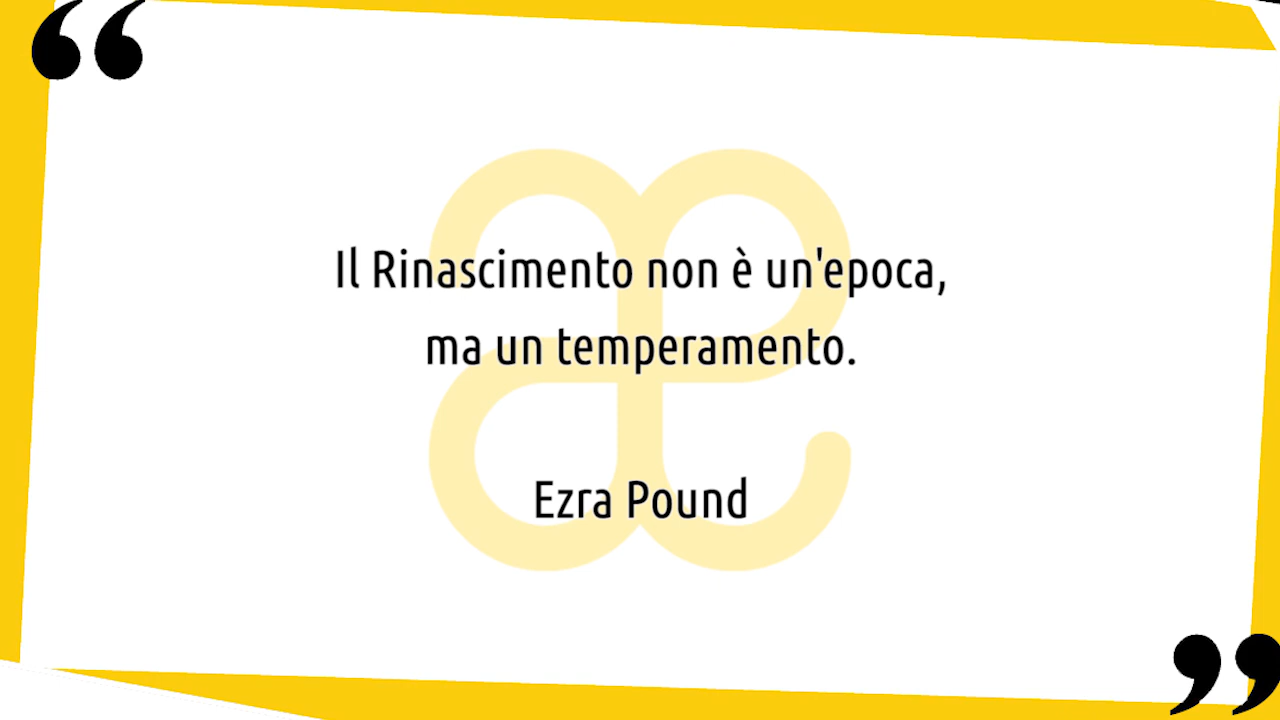 Il Rinascimento non è un'epoca,
ma un temperamento.
Ezra Pound